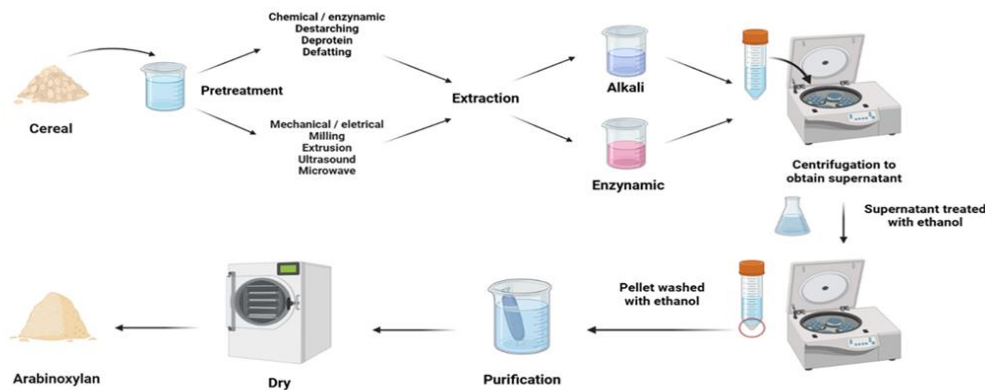 Cereal
Pretreatment
Chemical / enzynamic
Destarching
Deprotein
Defatting
Mechanical / eletrical
Milling
Extrusion
Ultrasound
Microwave
Extraction
Alkali
Enzynamic
Centrifugation to
obtain supernatant
Supernatant treated
with ethanol
Pellet washed
with ethanol
Purification
Dry
Arabinoxylan